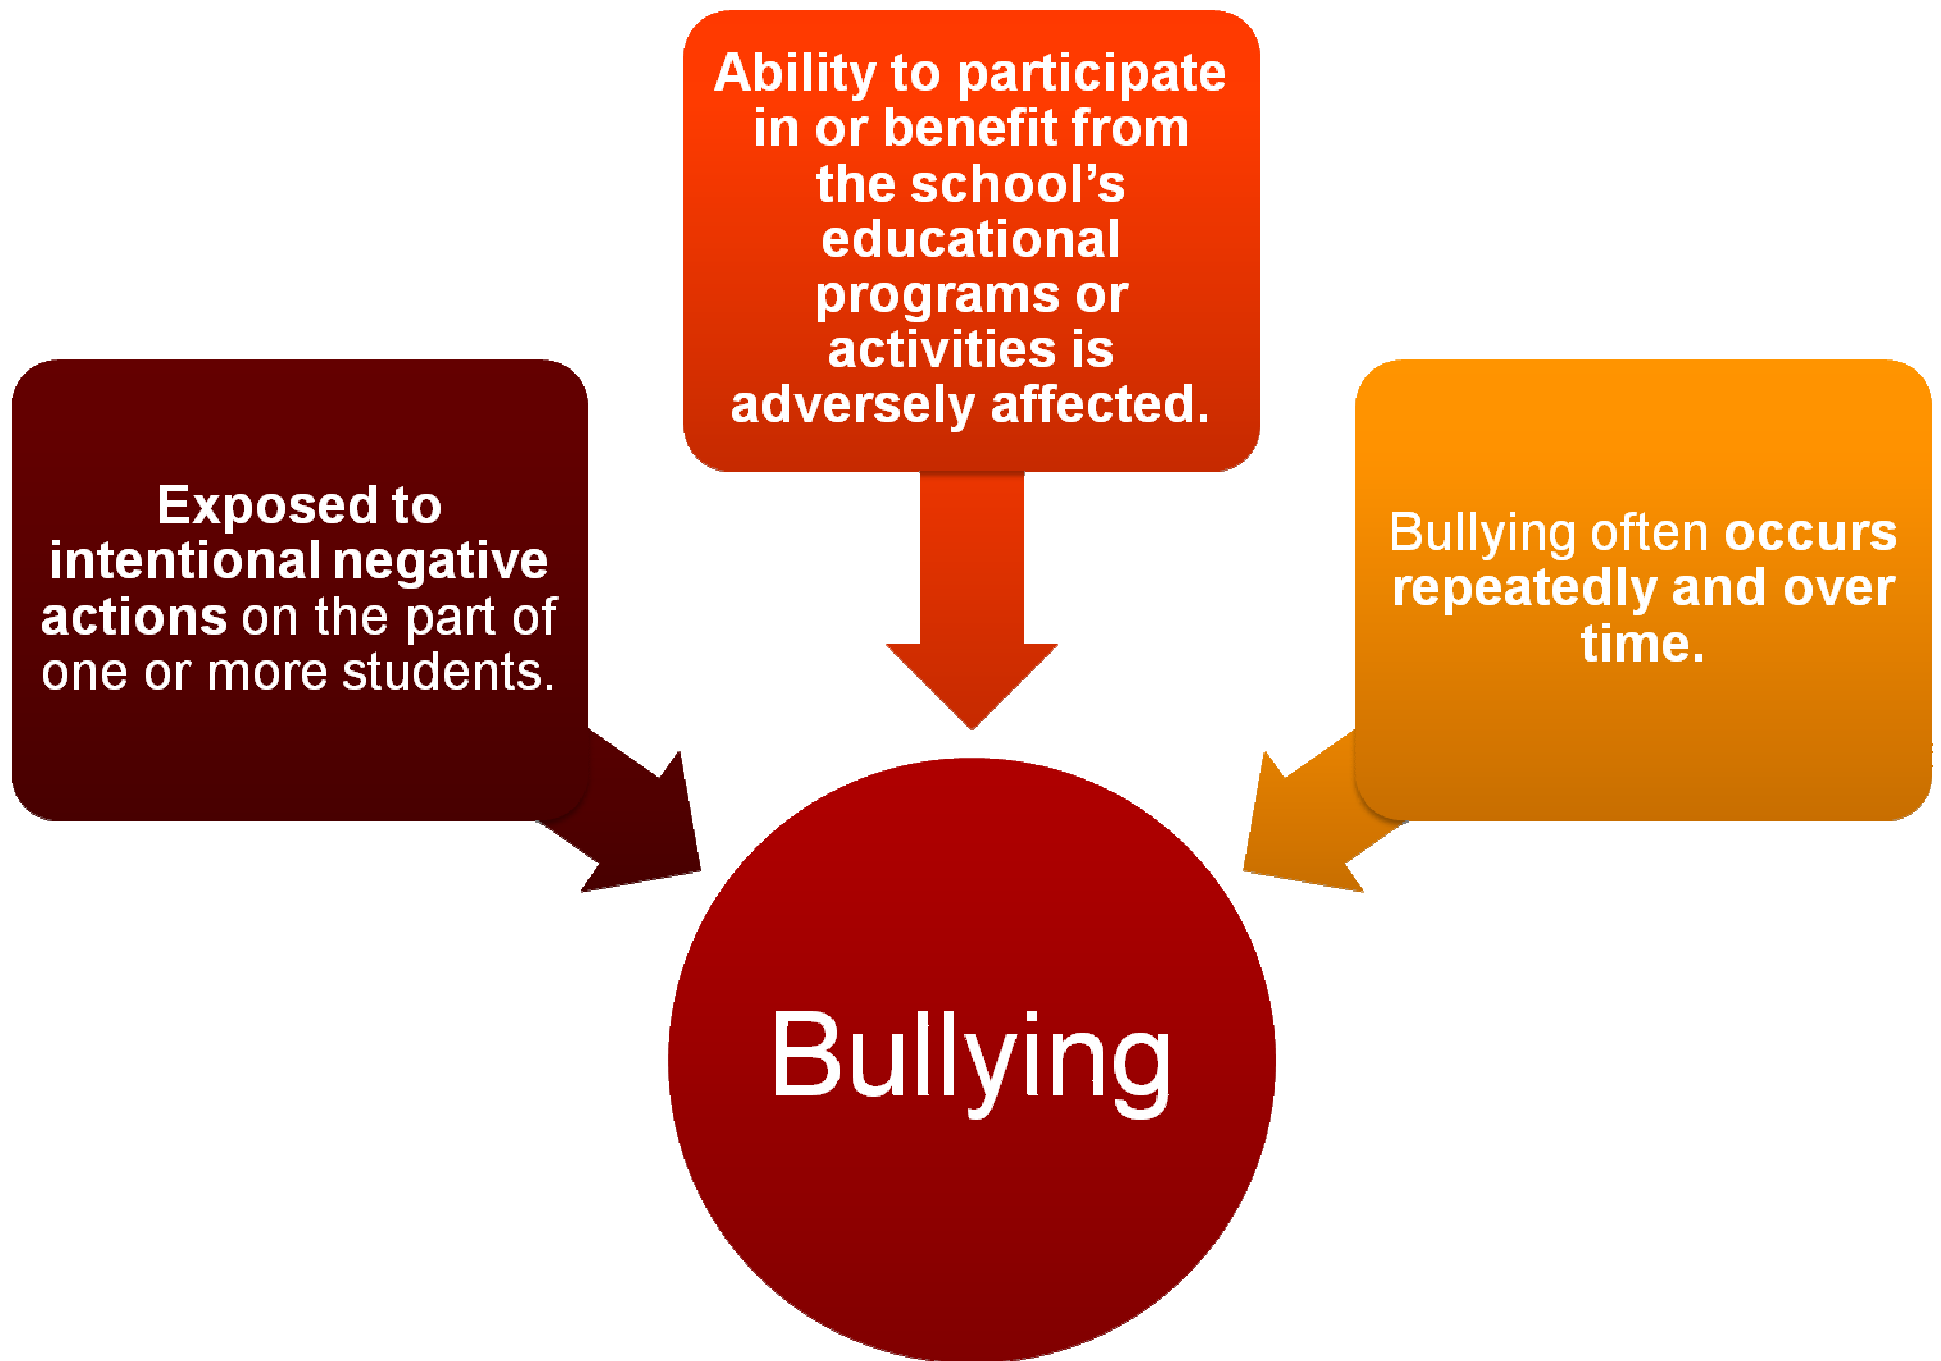 Ability to participate
in or benefit from
the school’s
educational
programs or
activities is
adversely affected.
Exposed to
intentional negative
actions on the part of
one or more students.
Bullying often occurs
repeatedly and over
time.
Bullying